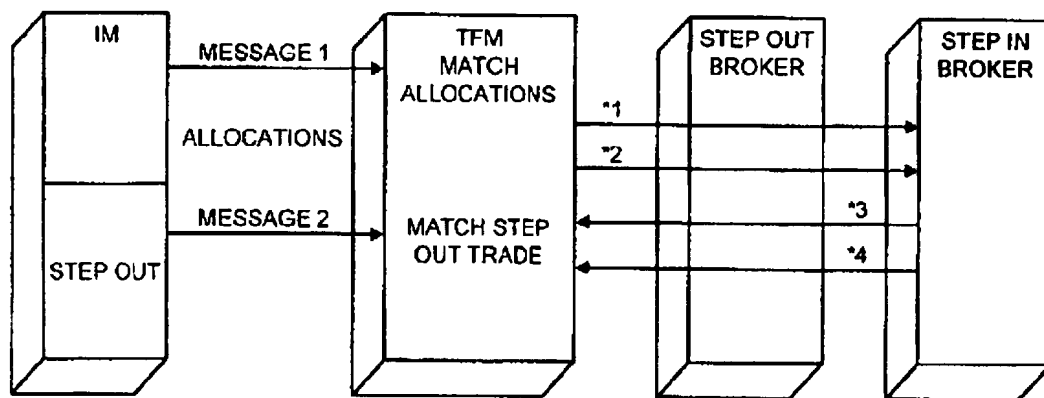 IM
MESSAGE 1
ALLOCATIONS
MESSAGE 2
STEP OUT
TFM
MATCH
ALLOCATIONS
MATCH STEP
OUT TRADE
STEP OUT
BROKER
STEP IN
BROKER
*1
*2
*3
*4